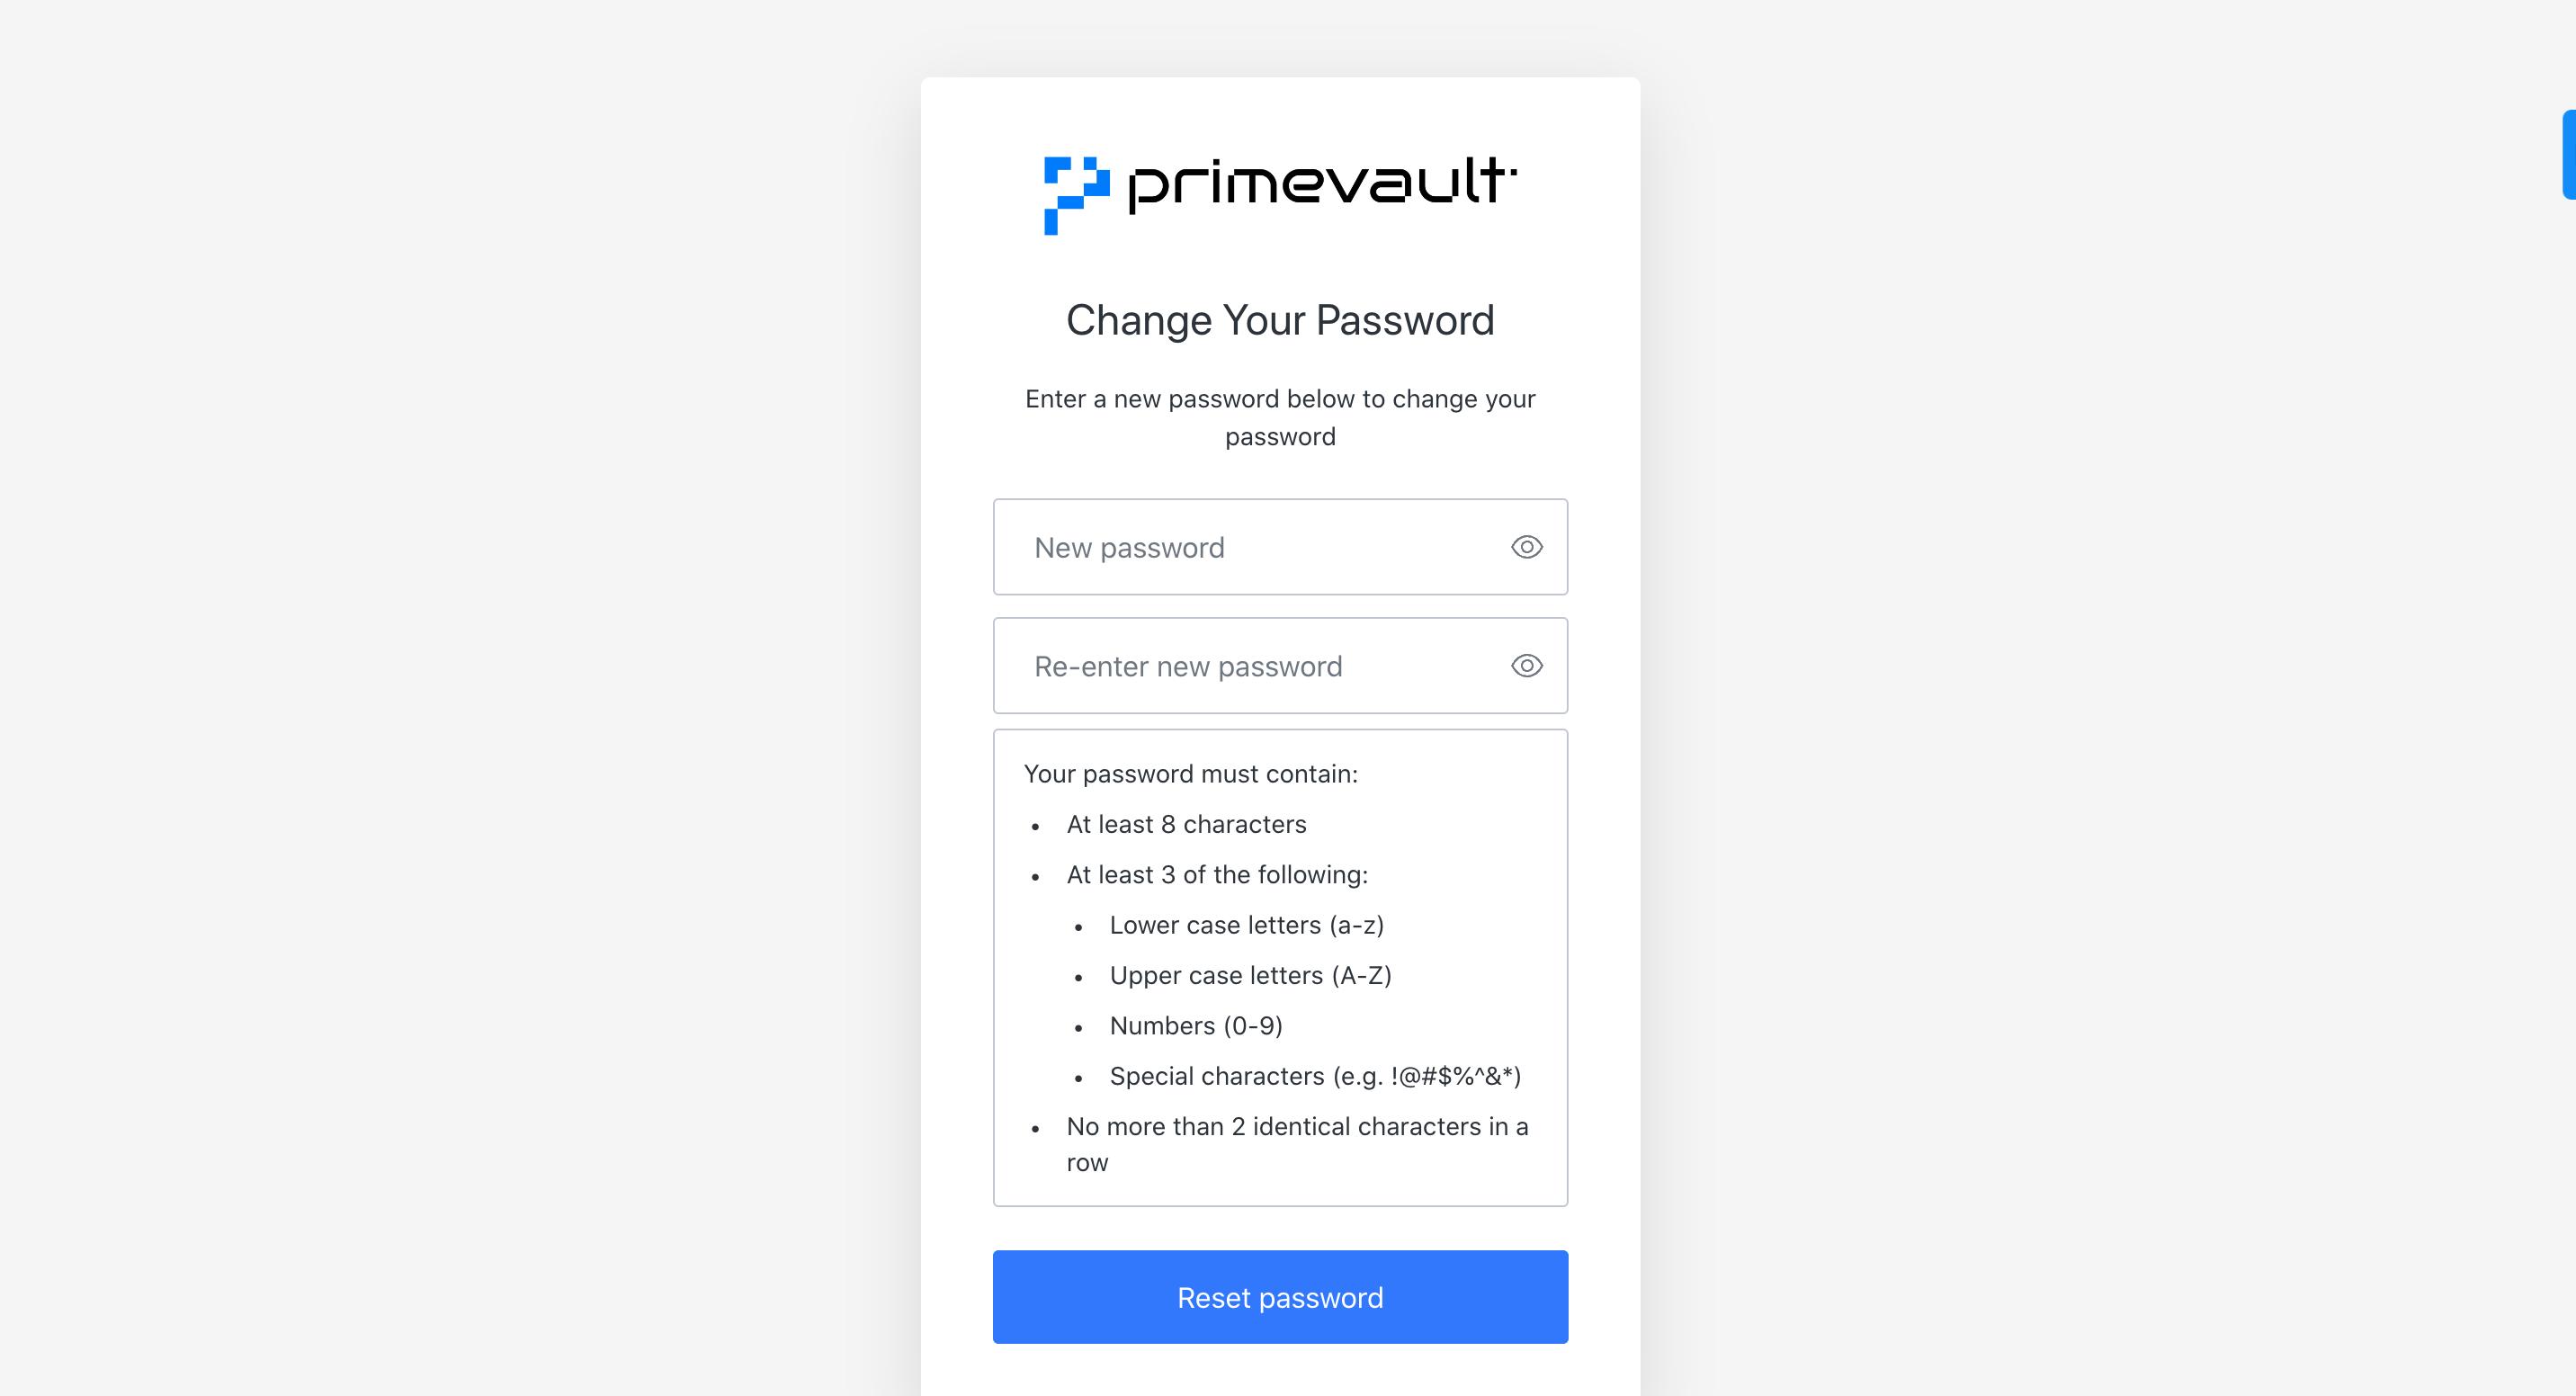 primevault
Change Your Password
Enter a new password below to change your
password
New password
Re-enter new password
Your password must contain:
• At least 8 characters
• At least 3 of the following:
• Lower case letters (a-z)
• Upper case letters (A-Z)
• Numbers (0-9)
• Special characters (e.g. !@#$%^&*)
• No more than 2 identical characters in a
row
Reset password